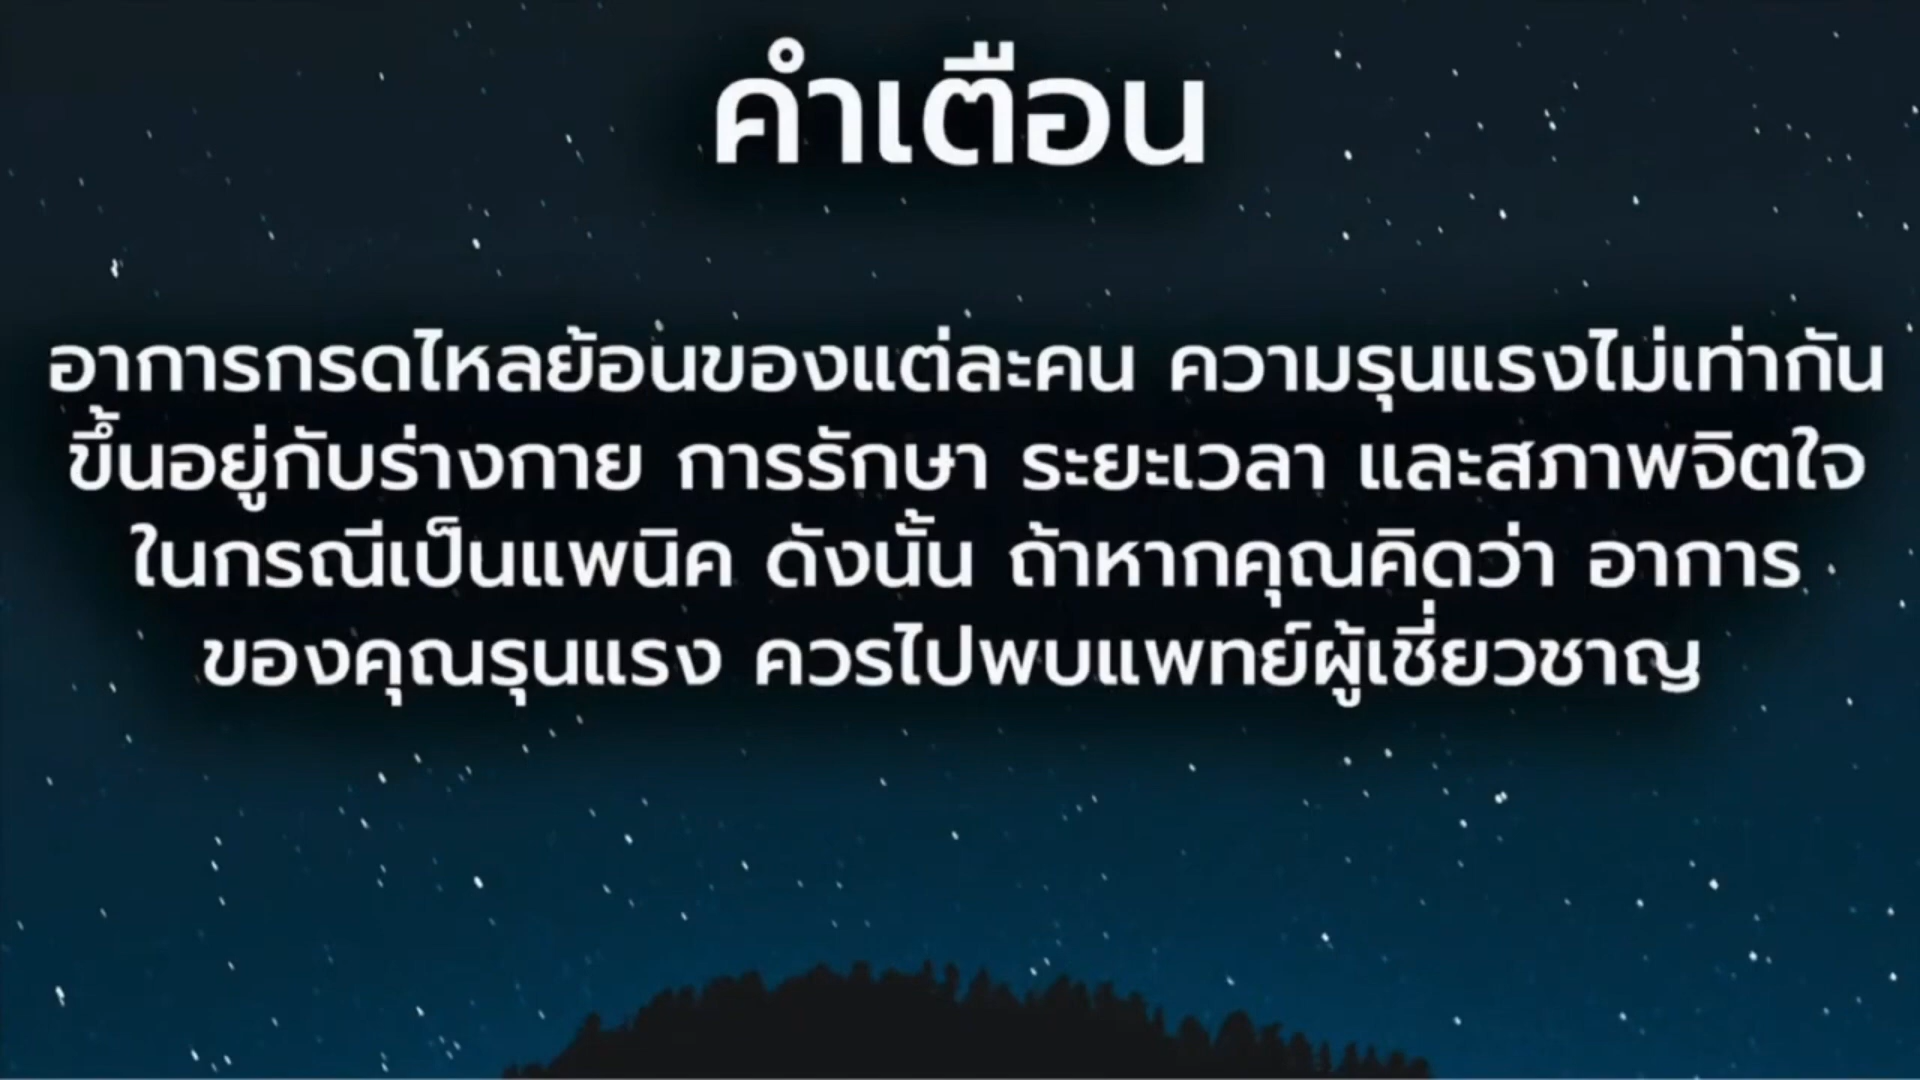 คำเตือน
อาการกรดไหลย้อนของแต่ละคน ความรุนแรงไม่เท่ากัน
ขึ้นอยู่กับร่างกาย การรักษา ระยะเวลา และสภาพจิตใจ
ในกรณีเป็นแพนิค ดังนั้น ถ้าหากคุณคิดว่า อาการ
ของคุณรุนแรง ควรไปพบแพทย์ผู้เชี่ยวชาญ